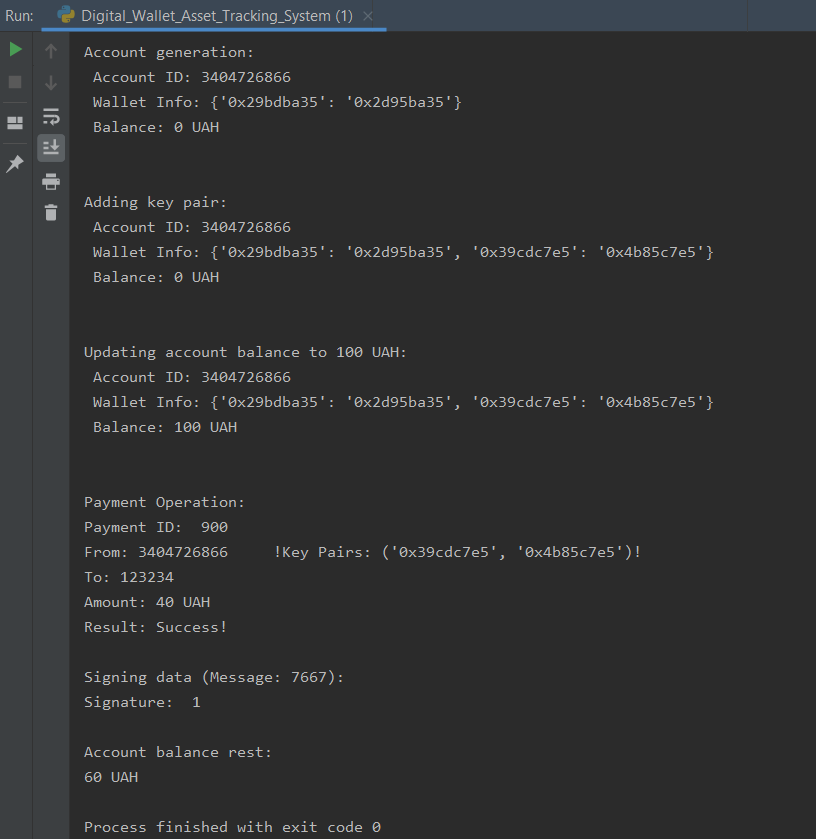 Run: Digital_Wallet_Asset_Tracking_System (1)
Account generation:
Account ID: 3404726866
Wallet Info: {'0x29bdba35': '0x2d95ba35'}
Balance: 0 UAH
Adding key pair:
Account ID: 3404726866
Wallet Info: {'0x29bdba35': '0x2d95ba35', '0x39cdc7e5': '0x4b85c7e5'}
Balance: 0 UAH
Updating account balance to 100 UAH:
Account ID: 3404726866
Wallet Info: {'0x29bdba35': '0x2d95ba35', '0x39cdc7e5': '0x4b85c7e5'}
Balance: 100 UAH
Payment Operation:
Payment ID:  900
From: 3404726866     !Key Pairs: ('0x39cdc7e5', '0x4b85c7e5')!
To: 123234
Amount: 40 UAH
Result: Success!
Signing data (Message: 7667):
Signature:  1
Account balance rest:
60 UAH
Process finished with exit code 0